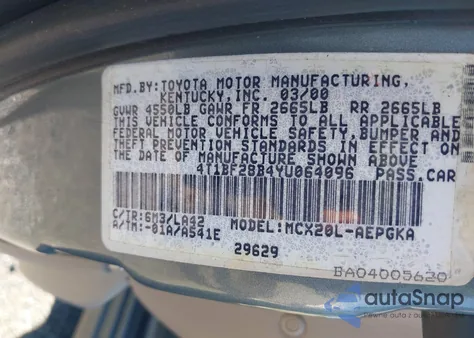 MFD.BY:TOYOTA MOTOR MANUFACTURING,
KENTUCKY, INC. 03/00
GVWR 4550LB GAWR FR 2665LB RR 2665LB
THIS VEHICLE CONFORMS TO ALL APPLICABLE
FEDERAL MOTOR VEHICLE SAFETY, BUMPER AND
THEFT PREVENTION STANDARDS IN EFFECT ON
THE DATE OF MANUFACTURE SHOWN ABOVE
4T1BF28B4YU064096 PASS.CAR
C/TR:6M3/LA42 MODEL:MCX20L-AEPGKA
A/TM:-01A/A541E
29629
BA04005620
autoSnap